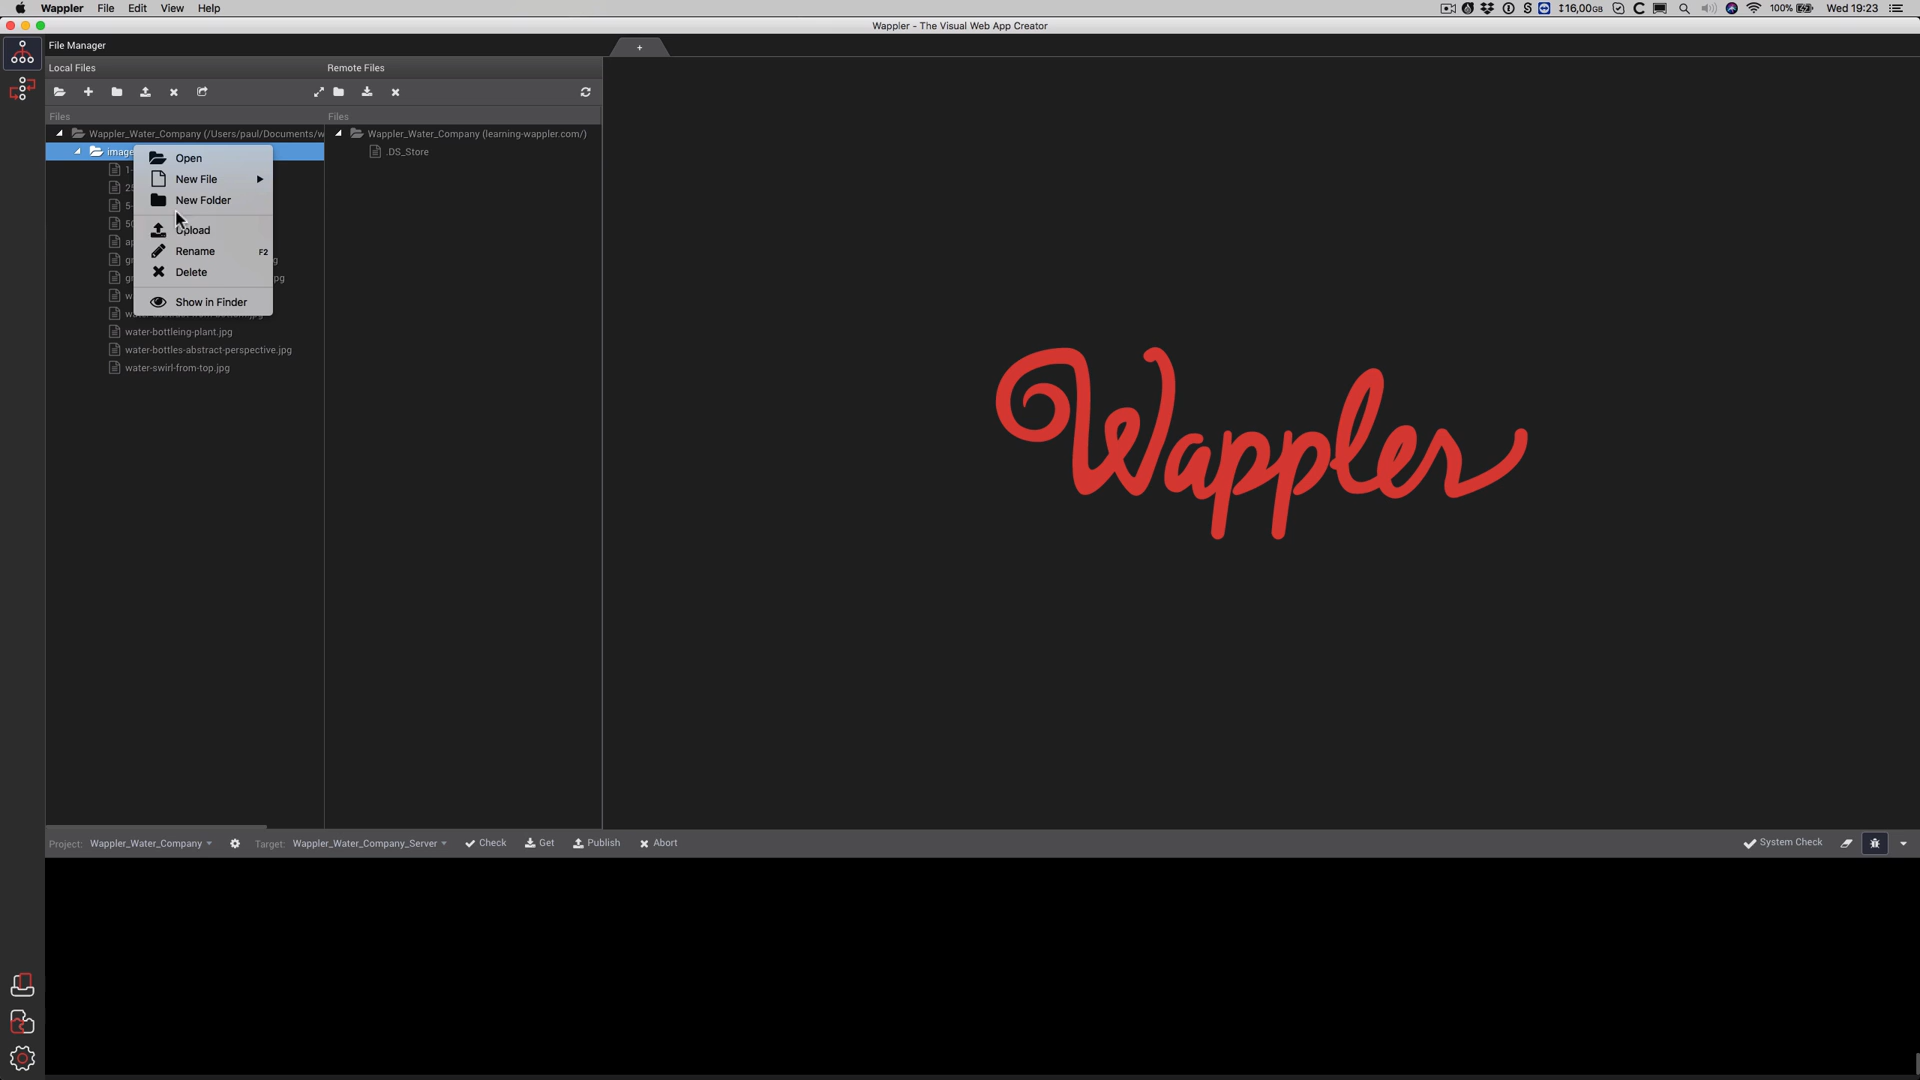 Wappler File Edit View Help
16,00GB 100% Wed 19:23
Wappler - The Visual Web App Creator
File Manager
+
Local Files Remote Files
Files Files
Wappler_Water_Company (/Users/paul/Documents/w Wappler_Water_Company (learning-wappler.com/)
.DS_Store
Open
New File
New Folder
Upload
Rename F2
Delete
Show in Finder
water-bottleing-plant.jpg
water-bottles-abstract-perspective.jpg
water-swirl-from-top.jpg
Wappler
Project: Wappler_Water_Company Target: Wappler_Water_Company_Server Check Get Publish Abort System Check